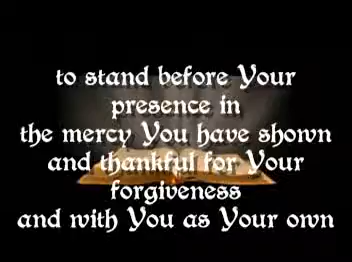 to stand before Your
presence in
the mercy You have shown
and thankful for Your
forgiveness
and with You as Your own